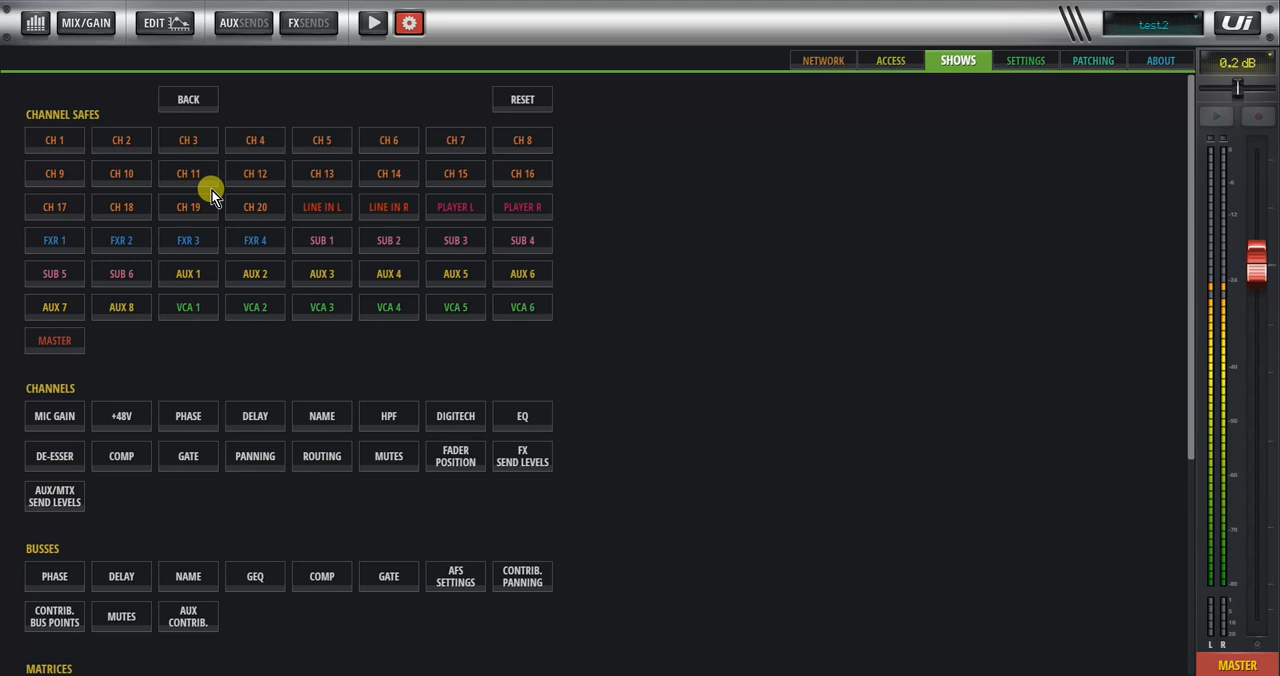 MIX/GAIN EDIT AUXSENDS FXSENDS test2 Ui
NETWORK ACCESS SHOWS SETTINGS PATCHING ABOUT 0.2 dB
BACK RESET
CHANNEL SAFES
CH 1 CH 2 CH 3 CH 4 CH 5 CH 6 CH 7 CH 8
CH 9 CH 10 CH 11 CH 12 CH 13 CH 14 CH 15 CH 16
CH 17 CH 18 CH 19 CH 20 LINE IN L LINE IN R PLAYER L PLAYER R
FXR 1 FXR 2 FXR 3 FXR 4 SUB 1 SUB 2 SUB 3 SUB 4
SUB 5 SUB 6 AUX 1 AUX 2 AUX 3 AUX 4 AUX 5 AUX 6
AUX 7 AUX 8 VCA 1 VCA 2 VCA 3 VCA 4 VCA 5 VCA 6
MASTER
CHANNELS
MIC GAIN +48V PHASE DELAY NAME HPF DIGITECH EQ
DE-ESSER COMP GATE PANNING ROUTING MUTES FADER POSITION FX SEND LEVELS
AUX/MTX SEND LEVELS
BUSSES
PHASE DELAY NAME GEQ COMP GATE AFS SETTINGS CONTRIB. PANNING
CONTRIB. BUS POINTS MUTES AUX CONTRIB.
MATRICES
L R
MASTER